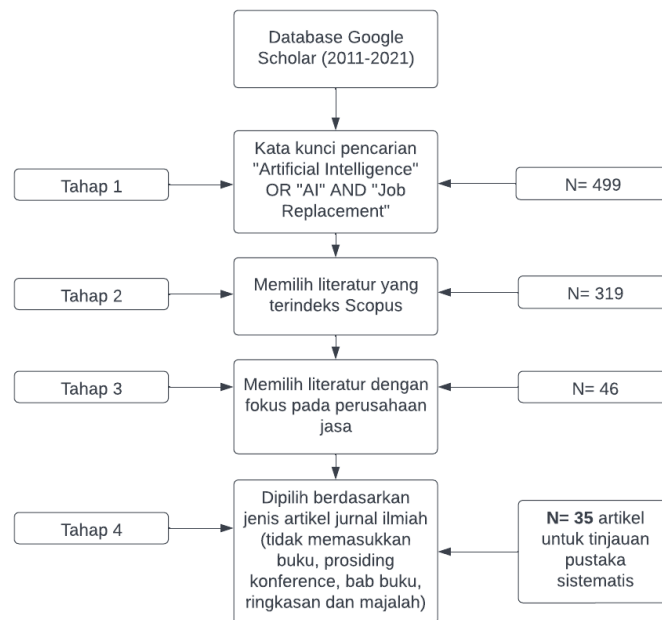 Database Google
Scholar (2011-2021)
Tahap 1
Kata kunci pencarian
"Artificial Intelligence"
OR "AI" AND "Job
Replacement"
N= 499
Tahap 2
Memilih literatur yang
terindeks Scopus
N= 319
Tahap 3
Memilih literatur dengan
fokus pada perusahaan
jasa
N= 46
Tahap 4
Dipilih berdasarkan
jenis artikel jurnal ilmiah
(tidak memasukkan
buku, prosiding
konference, bab buku,
ringkasan dan majalah)
N= 35 artikel
untuk tinjauan
pustaka
sistematis